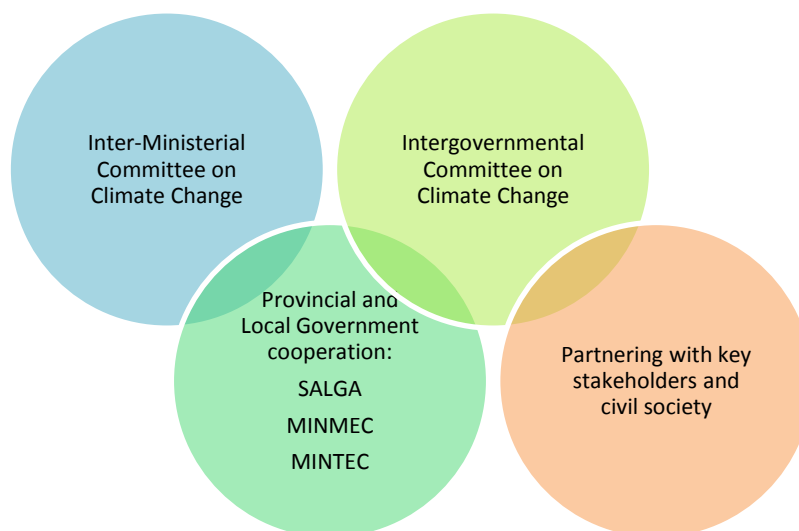 Inter-Ministerial
Committee on
Climate Change
Intergovernmental
Committee on
Climate Change
Provincial and
Local Government
cooperation:
SALGA
MINMEC
MINTEC
Partnering with key
stakeholders and
civil society